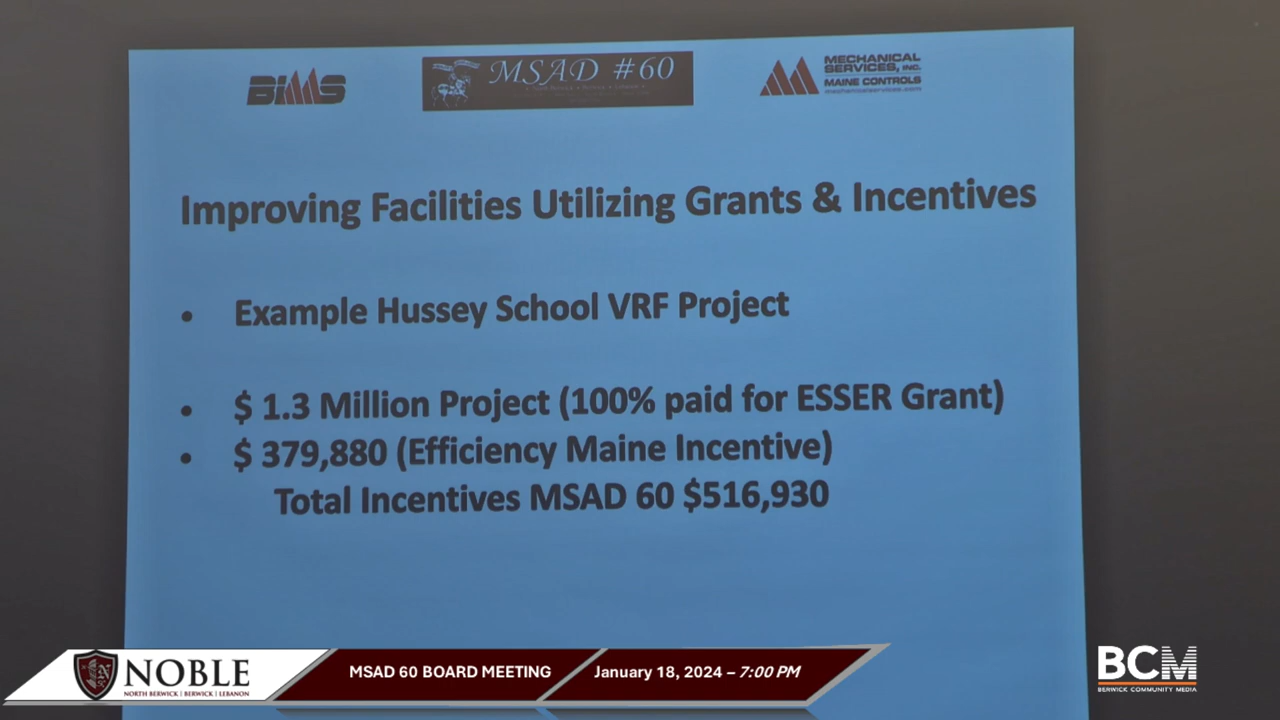 BIMS
MSAD #60
MECHANICAL
SERVICES, INC.
MAINE CONTROLS
mechanicalservices.com
Improving Facilities Utilizing Grants & Incentives
• Example Hussey School VRF Project
• $ 1.3 Million Project (100% paid for ESSER Grant)
• $ 379,880 (Efficiency Maine Incentive)
Total Incentives MSAD 60 $516,930
NOBLE
NORTH BERWICK | BERWICK | LEBANON
MSAD 60 BOARD MEETING
January 18, 2024 – 7:00 PM
BCM
BERWICK COMMUNITY MEDIA